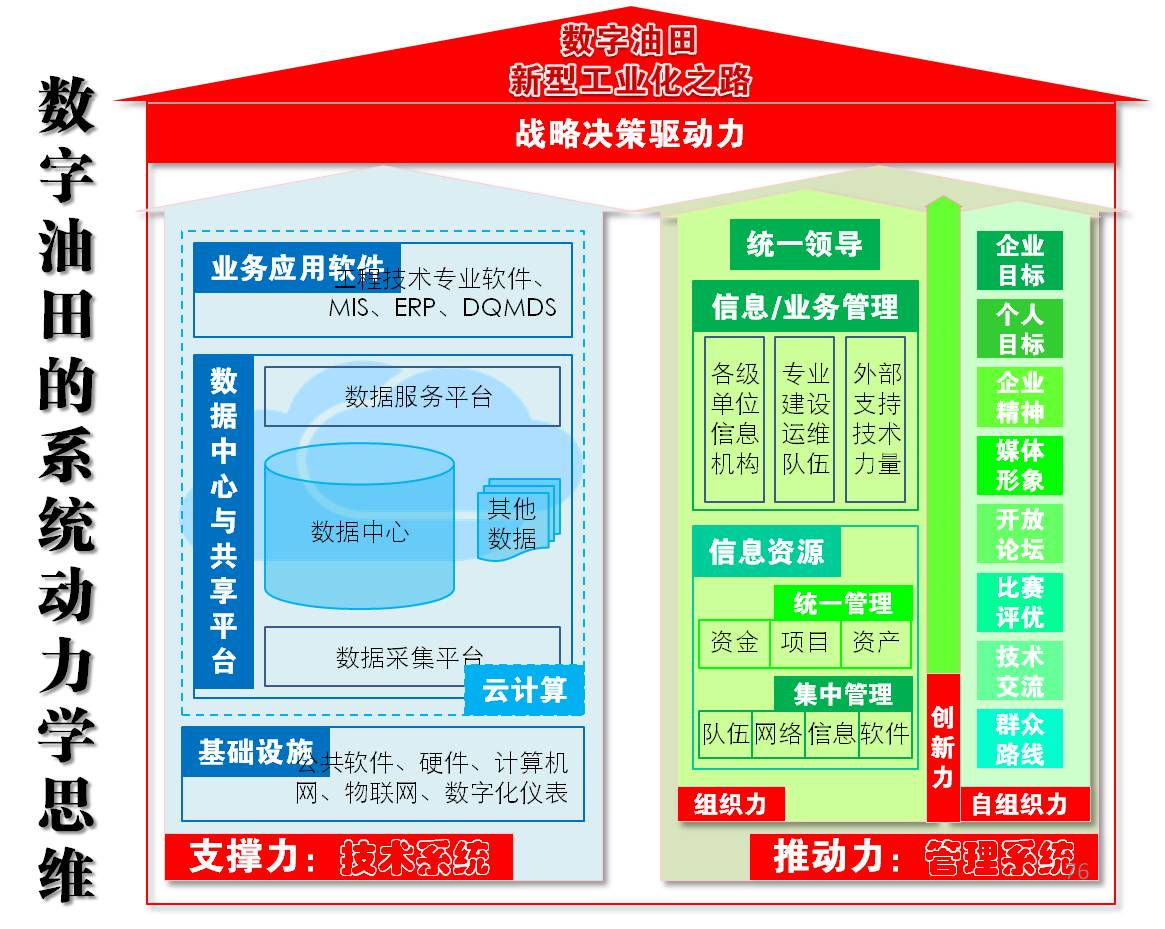 数字油田的系统动力学思维
数字油田
新型工业化之路
战略决策驱动力
业务应用软件
工程技术专业软件、
MIS、ERP、DQMDS
数据中心与共享平台
数据服务平台
数据中心
其他
数据
数据采集平台
云计算
基础设施
公共软件、硬件、计算机
网、物联网、数字化仪表
支撑力：技术系统
统一领导
信息/业务管理
各级
单位
信息
机构
专业
建设
运维
队伍
外部
支持
技术
力量
信息资源
统一管理
资金 项目 资产
集中管理
队伍 网络 信息 软件
组织力
创新力
企业
目标
个人
目标
企业
精神
媒体
形象
开放
论坛
比赛
评优
技术
交流
群众
路线
自组织力
推动力：管理系统
76